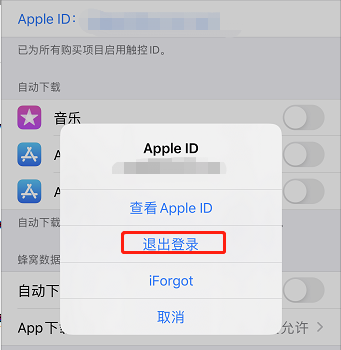 Apple ID：
已为所有购买项目启用触控 ID。
自动下载
音乐
A
A
Apple ID
查看 Apple ID
退出登录
iForgot
取消
自动下载
蜂窝数据
自动下
App 下
允许